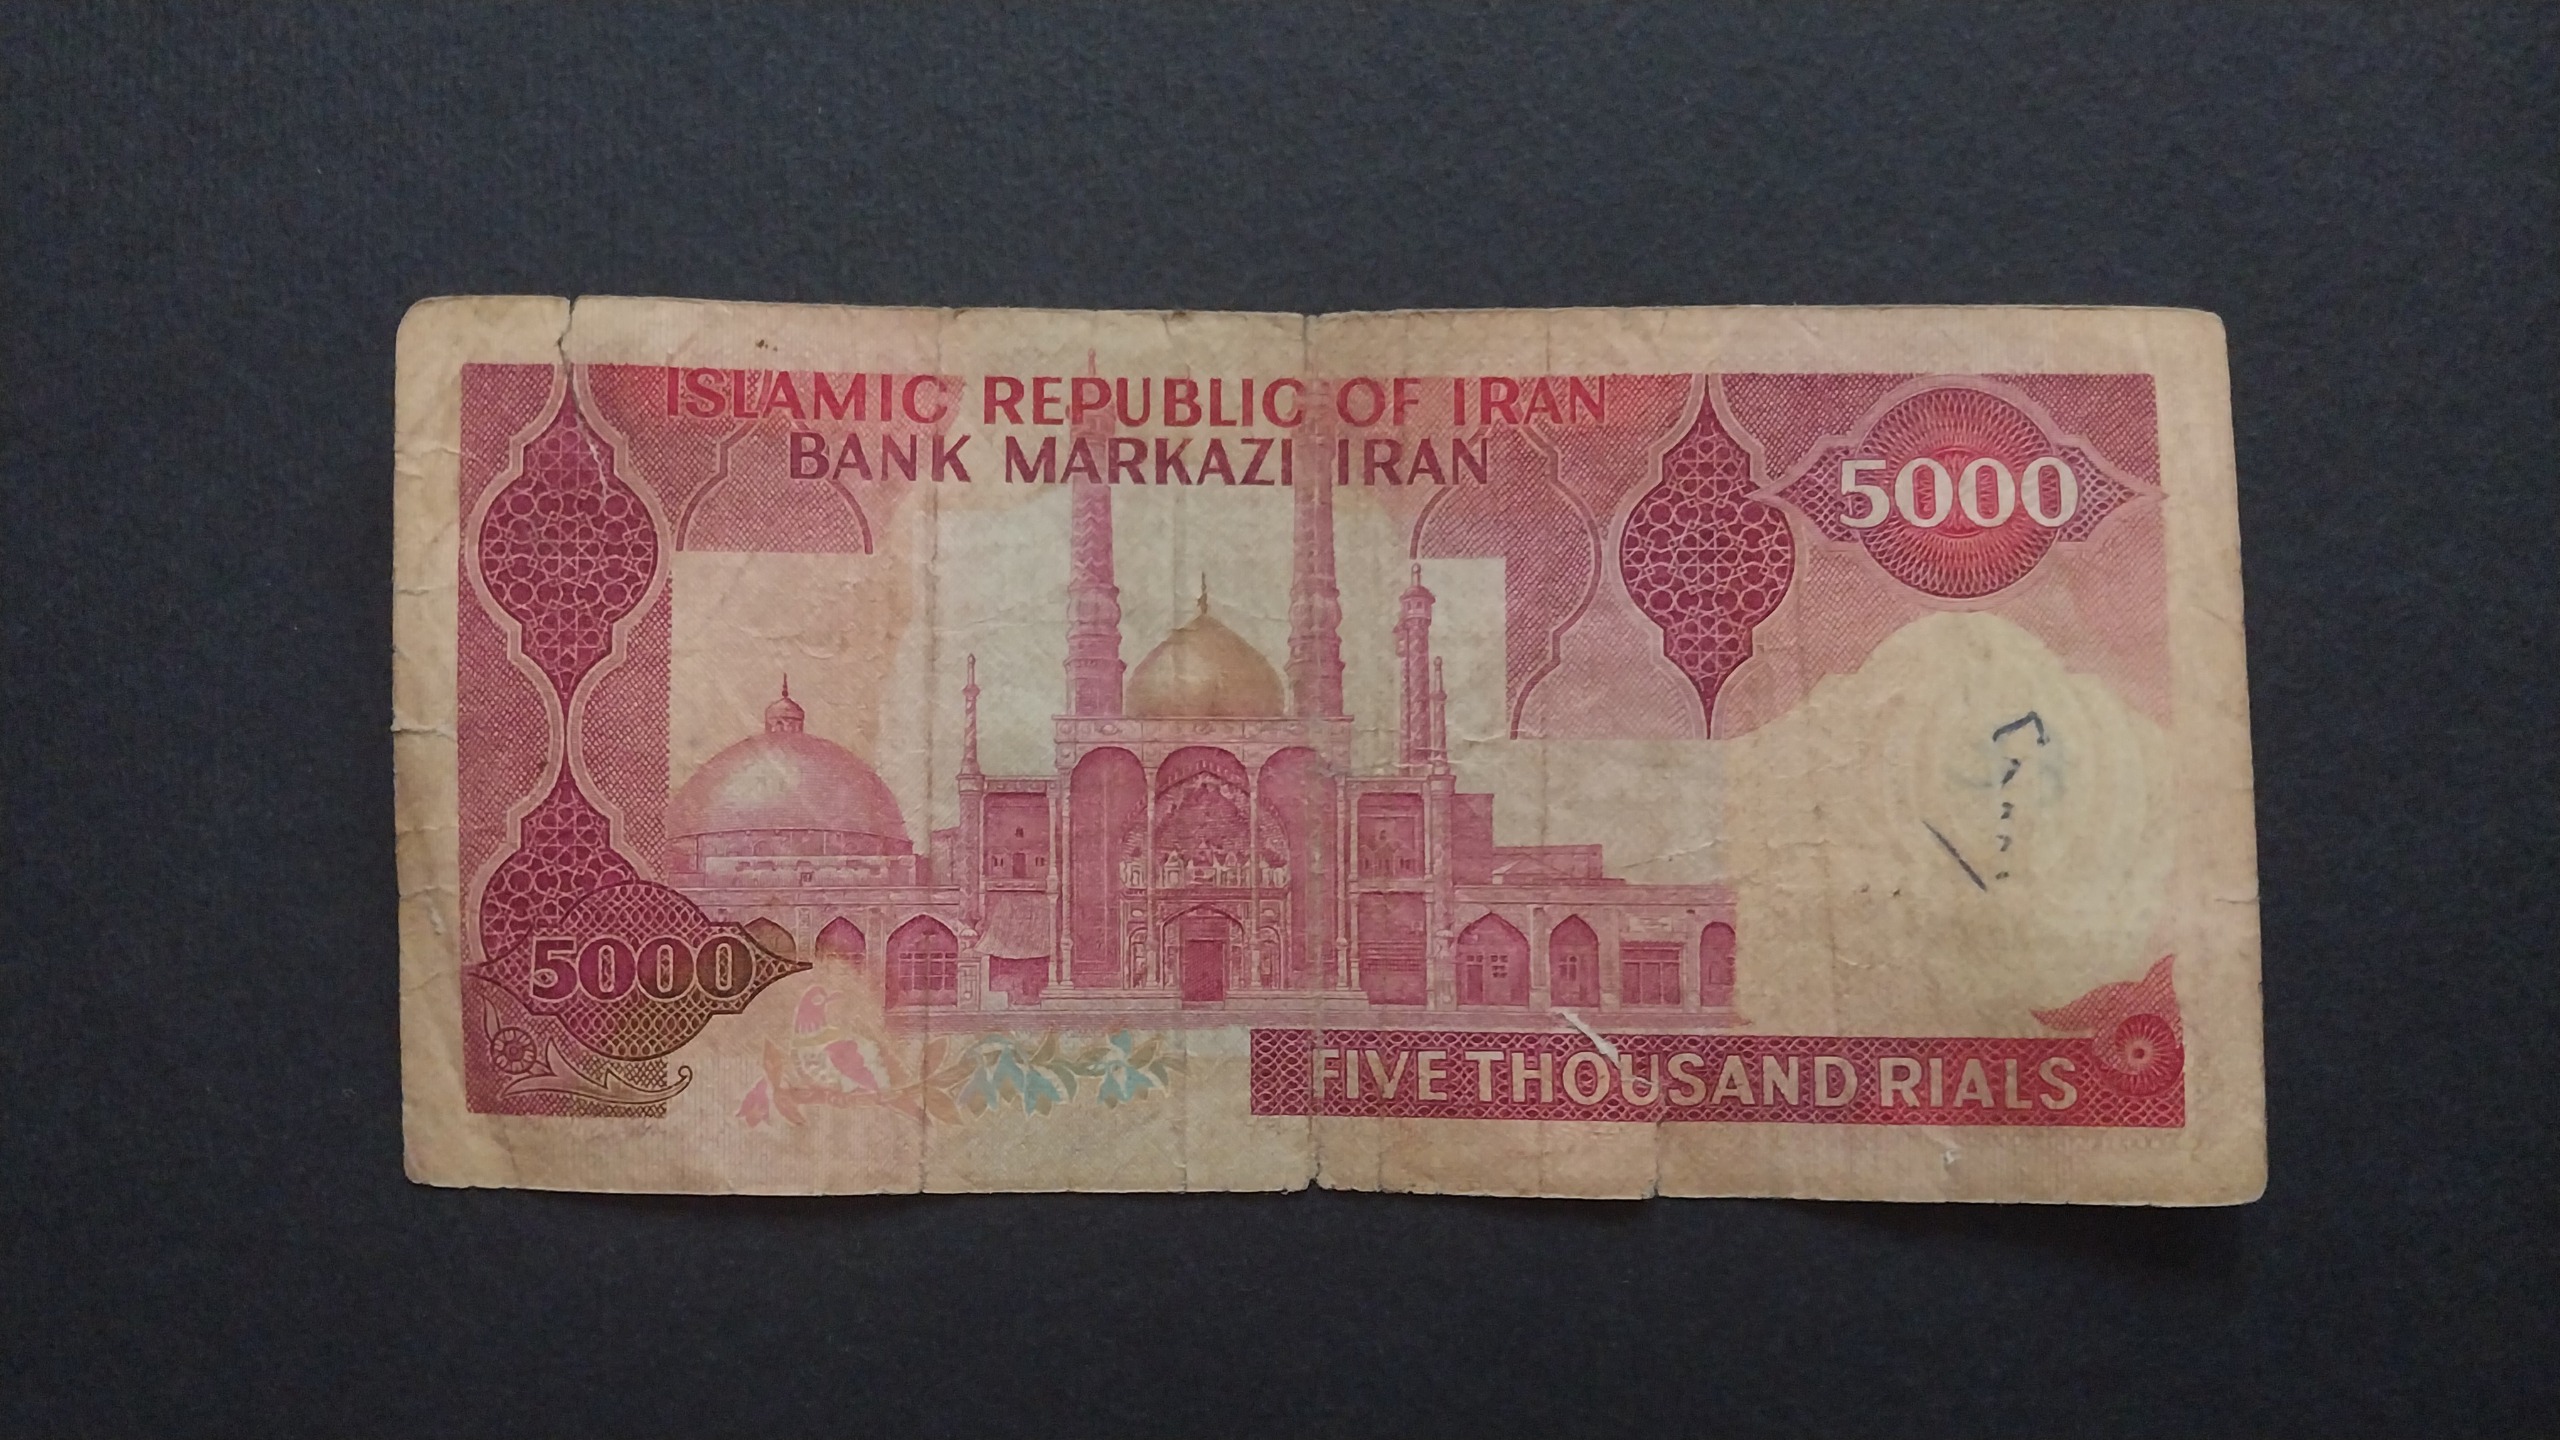 ISLAMIC REPUBLIC OF IRAN
BANK MARKAZI IRAN
5000
5000
FIVE THOUSAND RIALS